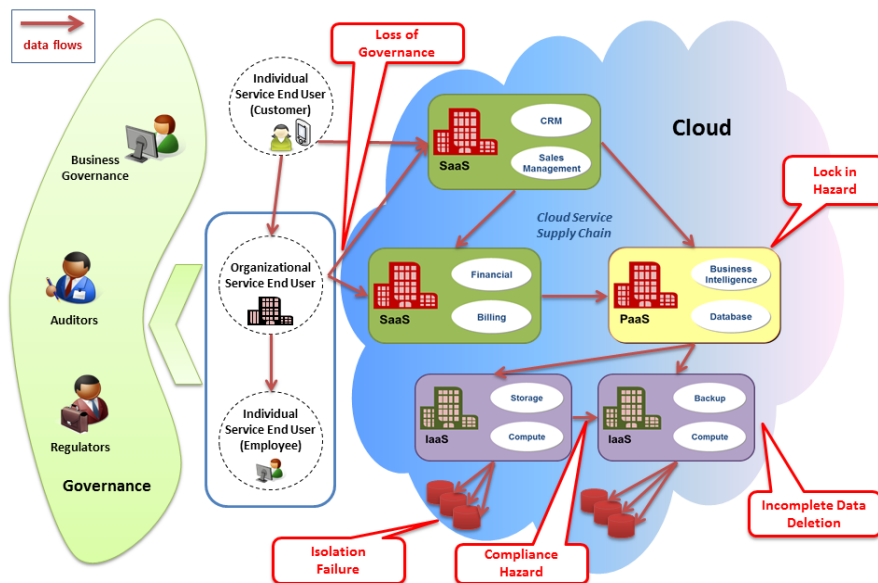 data flows
Loss of
Governance
Individual
Service End User
(Customer)
Business
Governance
Auditors
Regulators
Governance
Organizational
Service End User
Individual
Service End User
(Employee)
Cloud
SaaS
CRM
Sales
Management
Lock in
Hazard
Cloud Service
Supply Chain
SaaS
Financial
Billing
PaaS
Business
Intelligence
Database
IaaS
Storage
Compute
IaaS
Backup
Compute
Isolation
Failure
Compliance
Hazard
Incomplete Data
Deletion